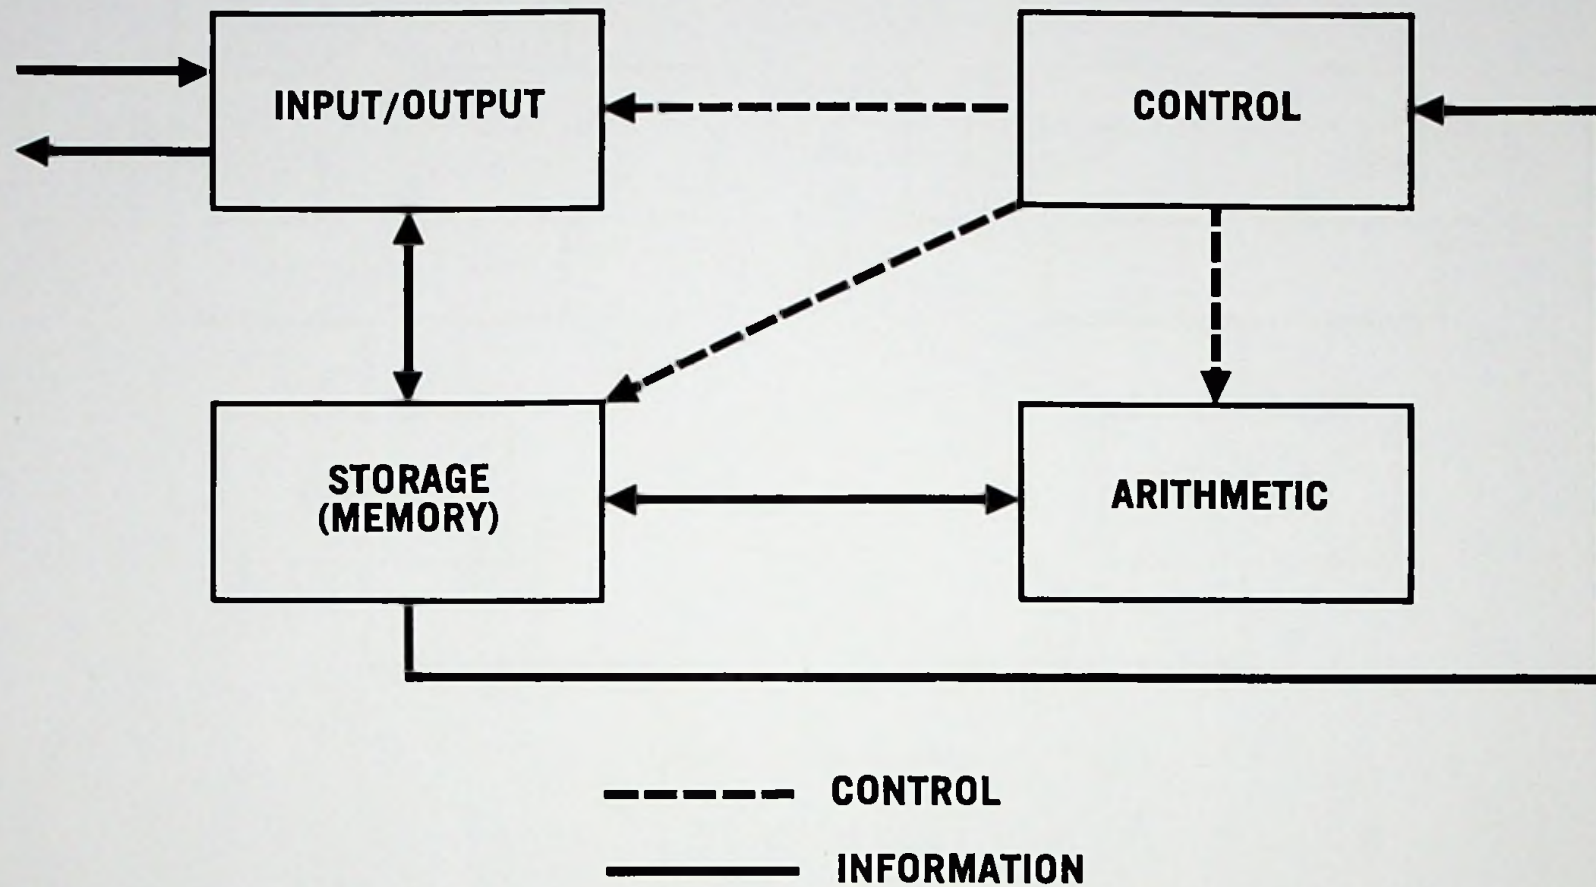 INPUT/OUTPUT
CONTROL
STORAGE
(MEMORY)
ARITHMETIC
CONTROL
INFORMATION